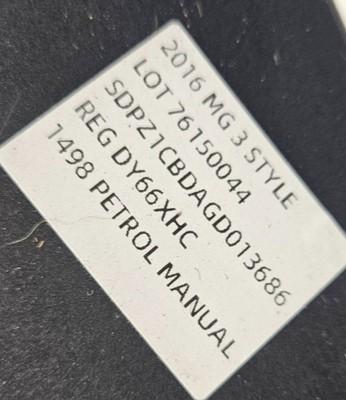 2016 MG 3 STYLE
LOT 76150044
SDPZ1CBDAGD013686
REG DY66XHC
1498 PETROL MANUAL